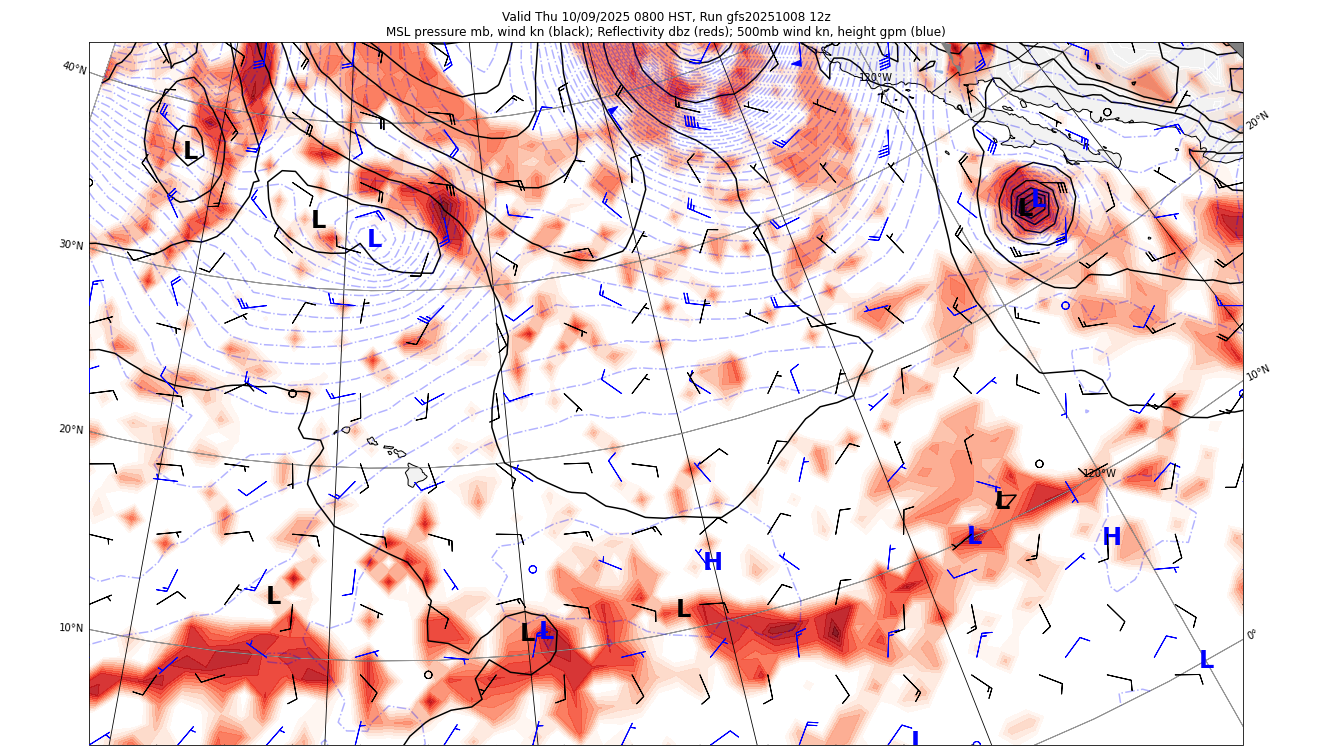 Valid Thu 10/09/2025 0800 HST, Run gfs20251008 12z
MSL pressure mb, wind kn (black); Reflectivity dbz (reds); 500mb wind kn, height gpm (blue)
40°N
120°W
20°N
L
L
L
L
L
30°N
10°N
20°N
120°W
L
L
H
H
L
L
10°N
L
L
0°
L
L